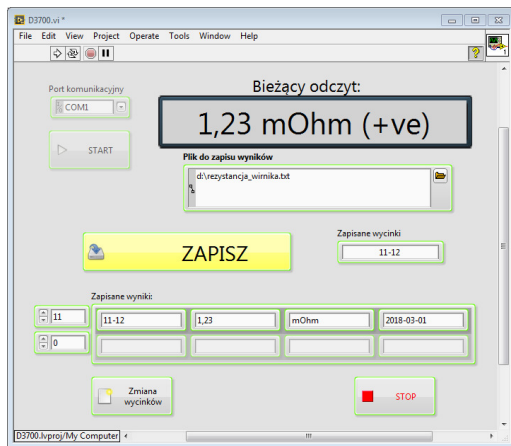 D3700.vi *
File Edit View Project Operate Tools Window Help
Port komunikacyjny
COM1
START
Bieżący odczyt:
1,23 mOhm (+ve)
Plik do zapisu wyników
d:\rezystancja_wirnika.txt
ZAPISZ
Zapisane wycinki
11-12
Zapisane wyniki:
11 11-12 1,23 mOhm 2018-03-01
0
Zmiana
wycinków
STOP
D3700.lvproj/My Computer